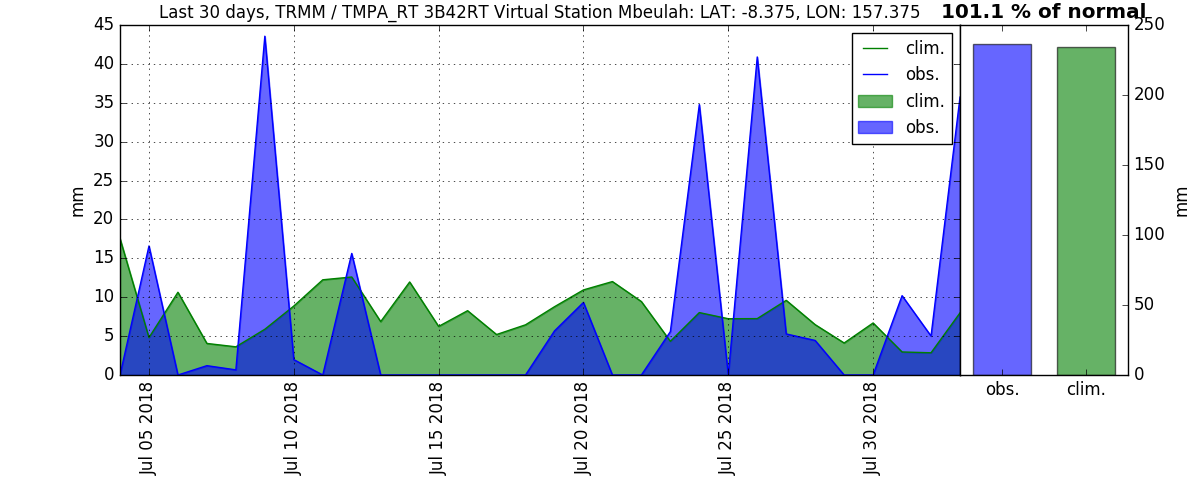 Last 30 days, TRMM / TMPA_RT 3B42RT Virtual Station Mbeulah: LAT: -8.375, LON: 157.375
101.1 % of normal
mm
45
40
35
30
25
20
15
10
5
0
clim.
obs.
clim.
obs.
Jul 05 2018
Jul 10 2018
Jul 15 2018
Jul 20 2018
Jul 25 2018
Jul 30 2018
250
200
150
100
50
0
mm
obs.
clim.